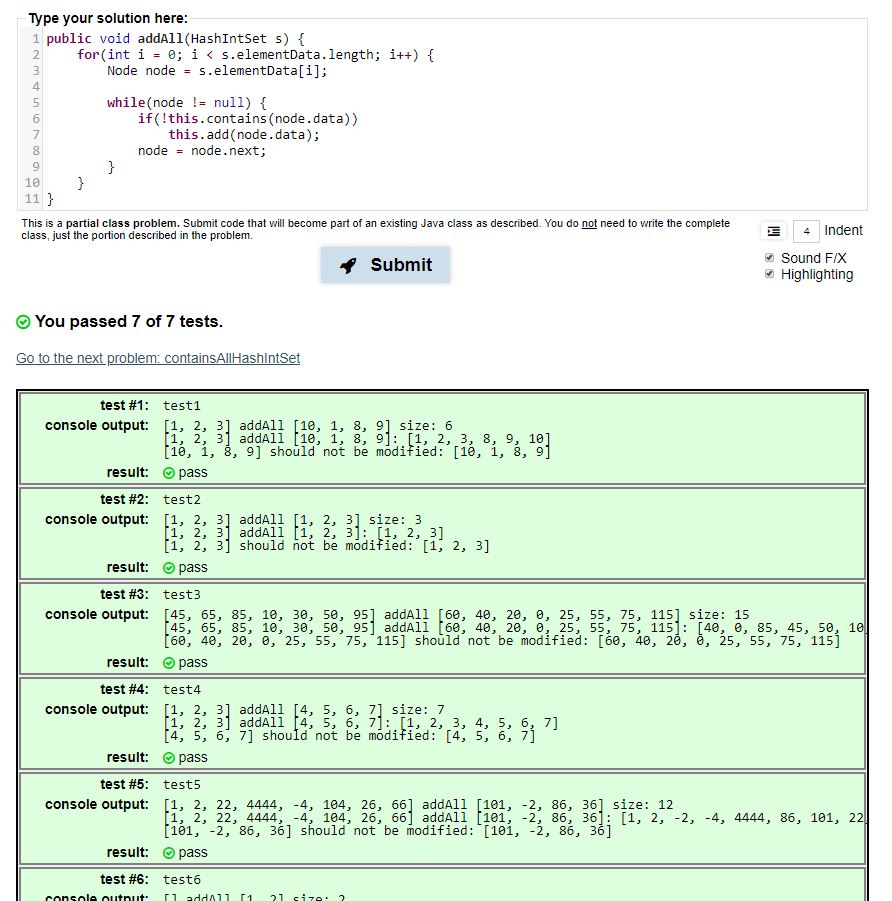 Type your solution here:
1 public void addAll(HashIntSet s) {
2     for(int i = 0; i < s.elementData.length; i++) {
3         Node node = s.elementData[i];
4
5         while(node != null) {
6             if(!this.contains(node.data))
7                 this.add(node.data);
8             node = node.next;
9         }
10     }
11 }
This is a partial class problem. Submit code that will become part of an existing Java class as described. You do not need to write the complete
class, just the portion described in the problem.
4 Indent
Submit
Sound F/X
Highlighting
You passed 7 of 7 tests.
Go to the next problem: containsAllHashIntSet
test #1: test1
console output: [1, 2, 3] addAll [10, 1, 8, 9] size: 6
[1, 2, 3] addAll [10, 1, 8, 9]: [1, 2, 3, 8, 9, 10]
[10, 1, 8, 9] should not be modified: [10, 1, 8, 9]
result: pass
test #2: test2
console output: [1, 2, 3] addAll [1, 2, 3] size: 3
[1, 2, 3] addAll [1, 2, 3]: [1, 2, 3]
[1, 2, 3] should not be modified: [1, 2, 3]
result: pass
test #3: test3
console output: [45, 65, 85, 10, 30, 50, 95] addAll [60, 40, 20, 0, 25, 55, 75, 115] size: 15
[45, 65, 85, 10, 30, 50, 95] addAll [60, 40, 20, 0, 25, 55, 75, 115]: [40, 0, 85, 45, 50, 10
[60, 40, 20, 0, 25, 55, 75, 115] should not be modified: [60, 40, 20, 0, 25, 55, 75, 115]
result: pass
test #4: test4
console output: [1, 2, 3] addAll [4, 5, 6, 7] size: 7
[1, 2, 3] addAll [4, 5, 6, 7]: [1, 2, 3, 4, 5, 6, 7]
[4, 5, 6, 7] should not be modified: [4, 5, 6, 7]
result: pass
test #5: test5
console output: [1, 2, 22, 4444, -4, 104, 26, 66] addAll [101, -2, 86, 36] size: 12
[1, 2, 22, 4444, -4, 104, 26, 66] addAll [101, -2, 86, 36]: [1, 2, -2, -4, 4444, 86, 101, 22
[101, -2, 86, 36] should not be modified: [101, -2, 86, 36]
result: pass
test #6: test6
console output: [] addAll [1, 2] size: 2